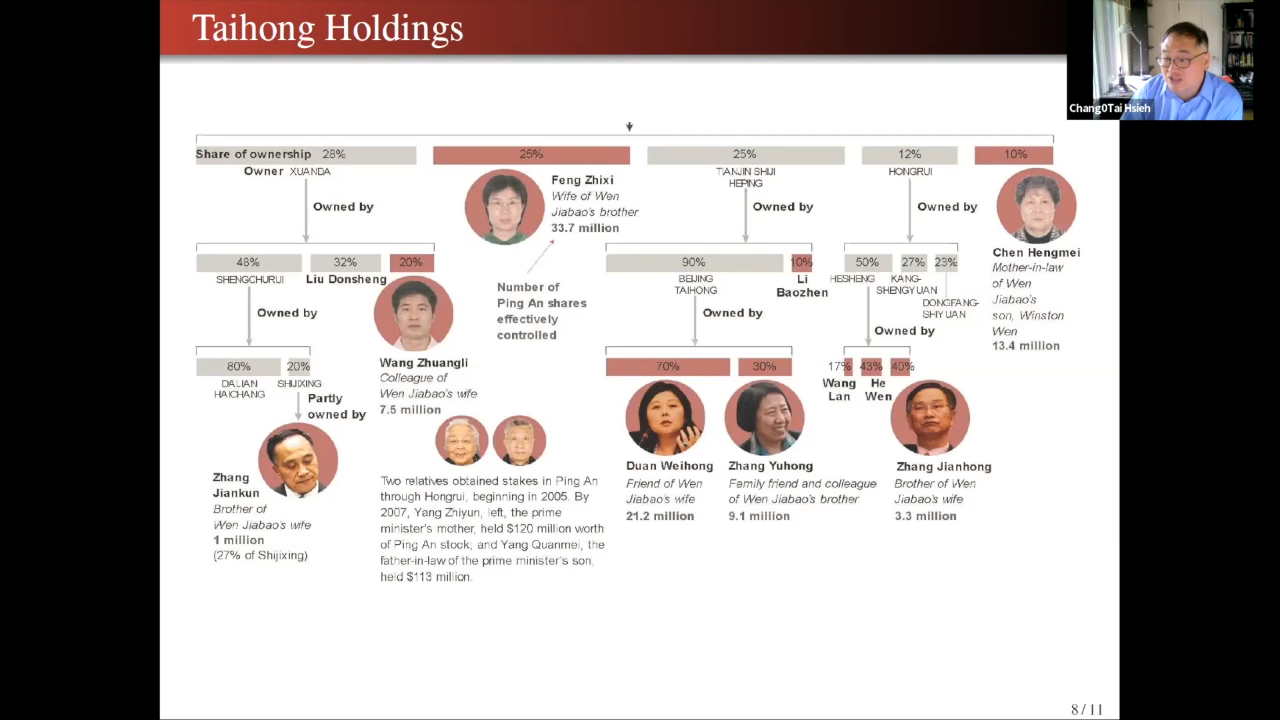 Taihong Holdings
Chang0Tai Hsieh
Share of ownership 28%
25%
25%
12%
10%
Owner XUANDA
TIANJIN SHIJI
HEPING
HONGRUI
Feng Zhixi
Wife of Wen
Jiabao's brother
33.7 million
Owned by
Owned by
Owned by
Chen Hengmei
Mother-in-law
of Wen
Jiabao's
son, Winston
Wen
13.4 million
48%
32%
20%
SHENGCHURUI
Liu Donsheng
Number of
Ping An shares
effectively
controlled
90%
10%
BEIJING
TAIHONG
Li
Baozhen
50%
27%
23%
HESHENG
KANG-
SHENGYUAN
DONGFANG-
SHIYUAN
Owned by
Owned by
Owned by
Wang Zhuangli
Colleague of
Wen Jiabao's wife
7.5 million
80%
20%
DALIAN
HAICHANG
SHIJIXING
Partly
owned by
Zhang
Jiankun
Brother of
Wen Jiabao's wife
1 million
(27% of Shijixing)
Two relatives obtained stakes in Ping An
through Hongrui, beginning in 2005. By
2007, Yang Zhiyun, left, the prime
minister's mother, held $120 million worth
of Ping An stock; and Yang Quanmei, the
father-in-law of the prime minister's son,
held $113 million.
70%
30%
Duan Weihong
Friend of Wen
Jiabao's wife
21.2 million
Zhang Yuhong
Family friend and colleague
of Wen Jiabao's brother
9.1 million
17%
43%
40%
Wang
Lan
He
Wen
Zhang Jianhong
Brother of Wen
Jiabao's wife
3.3 million
8 / 11